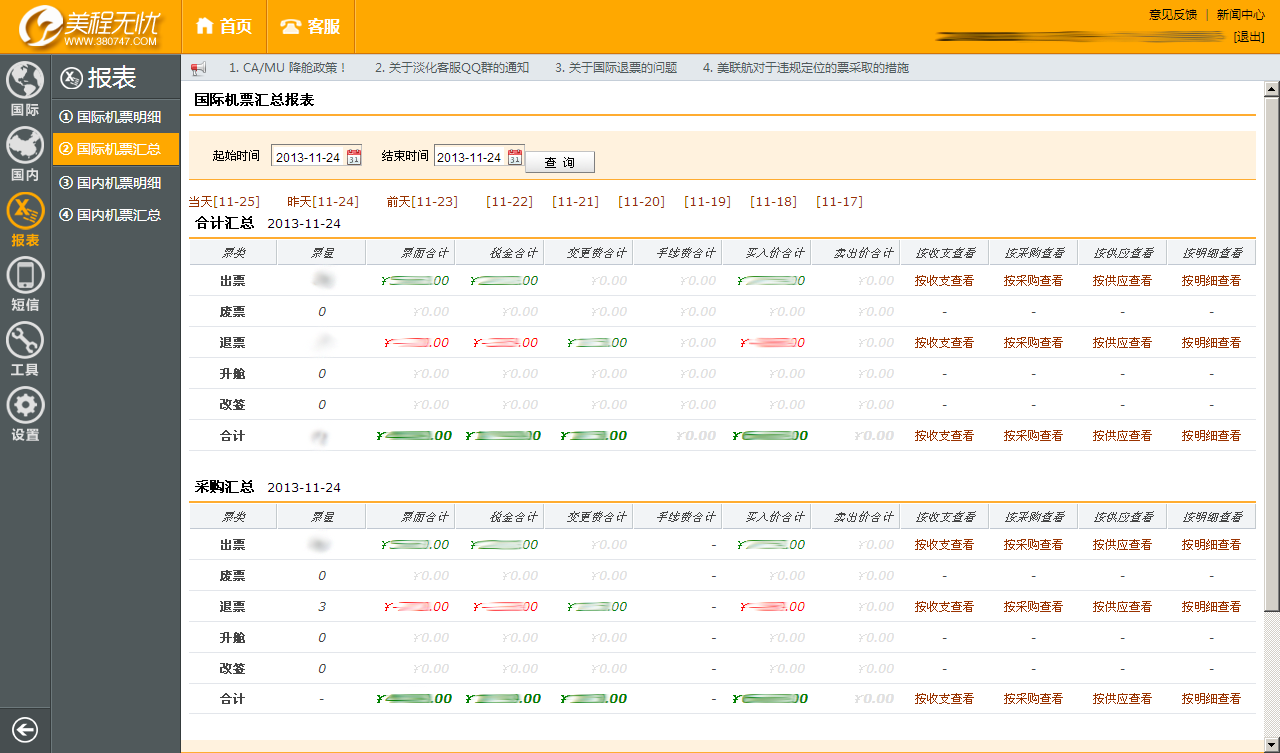 美程无忧
WWW.380747.COM
首页
客服
意见反馈 | 新闻中心
[退出]
国际
国内
报表
短信
工具
设置
报表
① 国际机票明细
② 国际机票汇总
③ 国内机票明细
④ 国内机票汇总
1. CA/MU 降舱政策！ 2. 关于淡化客服QQ群的通知 3. 关于国际退票的问题 4. 美联航对于违规定位的票采取的措施
国际机票汇总报表
起始时间 2013-11-24 结束时间 2013-11-24 查 询
当天[11-25] 昨天[11-24] 前天[11-23] [11-22] [11-21] [11-20] [11-19] [11-18] [11-17]
合计汇总 2013-11-24
票类 票量 票面合计 税金合计 变更费合计 手续费合计 买入价合计 卖出价合计 按收支查看 按采购查看 按供应查看 按明细查看
出票 ¥ .00 ¥ .00 ¥0.00 ¥0.00 ¥ 0 ¥0.00 按收支查看 按采购查看 按供应查看 按明细查看
废票 0 ¥0.00 ¥0.00 ¥0.00 ¥0.00 ¥0.00 ¥0.00 - - - -
退票 ¥- .00 ¥- .00 ¥ .00 ¥0.00 ¥- 00 ¥0.00 按收支查看 按采购查看 按供应查看 按明细查看
升舱 0 ¥0.00 ¥0.00 ¥0.00 ¥0.00 ¥0.00 ¥0.00 - - - -
改签 0 ¥0.00 ¥0.00 ¥0.00 ¥0.00 ¥0.00 ¥0.00 - - - -
合计 ¥ .00 ¥ .00 ¥ .00 ¥0.00 ¥ 00 ¥0.00 按收支查看 按采购查看 按供应查看 按明细查看
采购汇总 2013-11-24
票类 票量 票面合计 税金合计 变更费合计 手续费合计 买入价合计 卖出价合计 按收支查看 按采购查看 按供应查看 按明细查看
出票 ¥ .00 ¥ .00 ¥0.00 - ¥ .00 ¥0.00 按收支查看 按采购查看 按供应查看 按明细查看
废票 0 ¥0.00 ¥0.00 ¥0.00 - ¥0.00 ¥0.00 - - - -
退票 3 ¥- .00 ¥- .00 ¥ .00 - ¥- .00 ¥0.00 按收支查看 按采购查看 按供应查看 按明细查看
升舱 0 ¥0.00 ¥0.00 ¥0.00 - ¥0.00 ¥0.00 - - - -
改签 0 ¥0.00 ¥0.00 ¥0.00 - ¥0.00 ¥0.00 - - - -
合计 - ¥ .00 ¥ .00 ¥ .00 - ¥ 00 ¥0.00 按收支查看 按采购查看 按供应查看 按明细查看